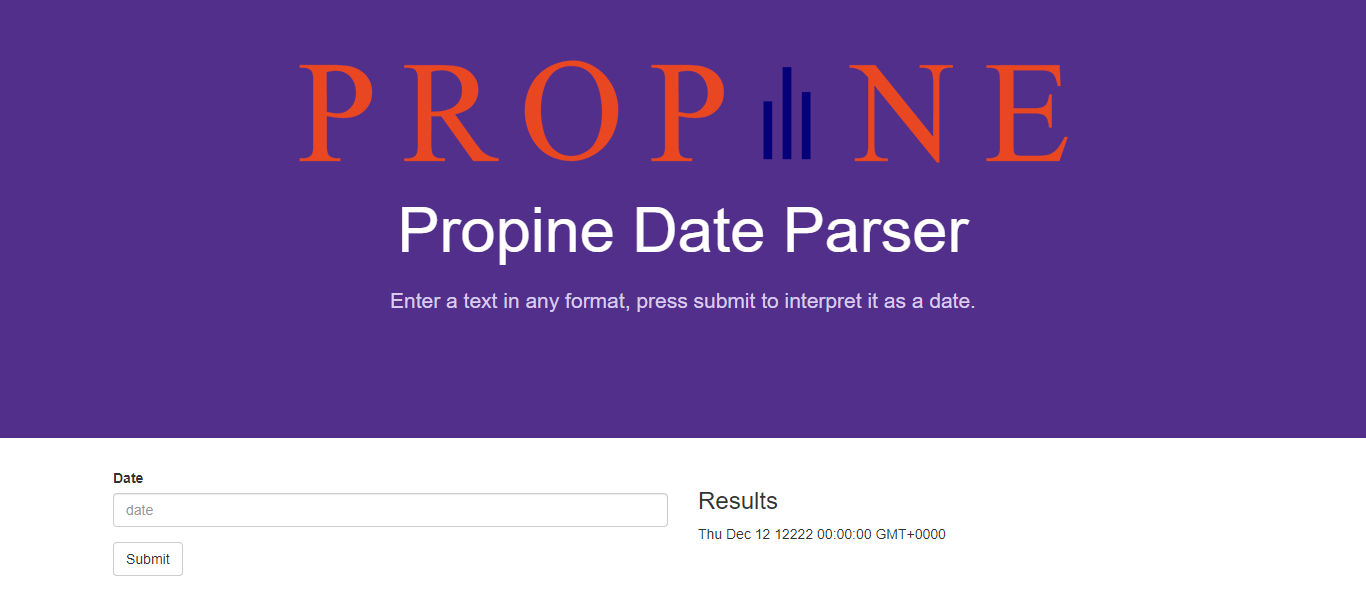 PROPINE
Propine Date Parser
Enter a text in any format, press submit to interpret it as a date.
Date
date
Submit
Results
Thu Dec 12 12222 00:00:00 GMT+0000